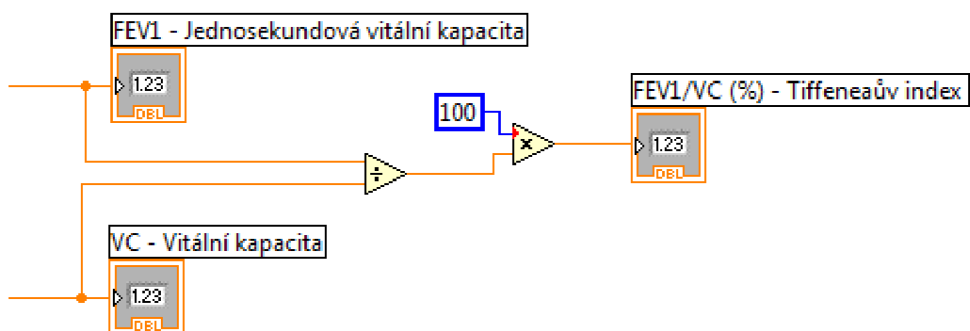 FEV1 - Jednosekundová vitální kapacita
1.23
DBL
100
÷
x
FEV1/VC (%) - Tiffeneaův index
1.23
DBL
VC - Vitální kapacita
1.23
DBL